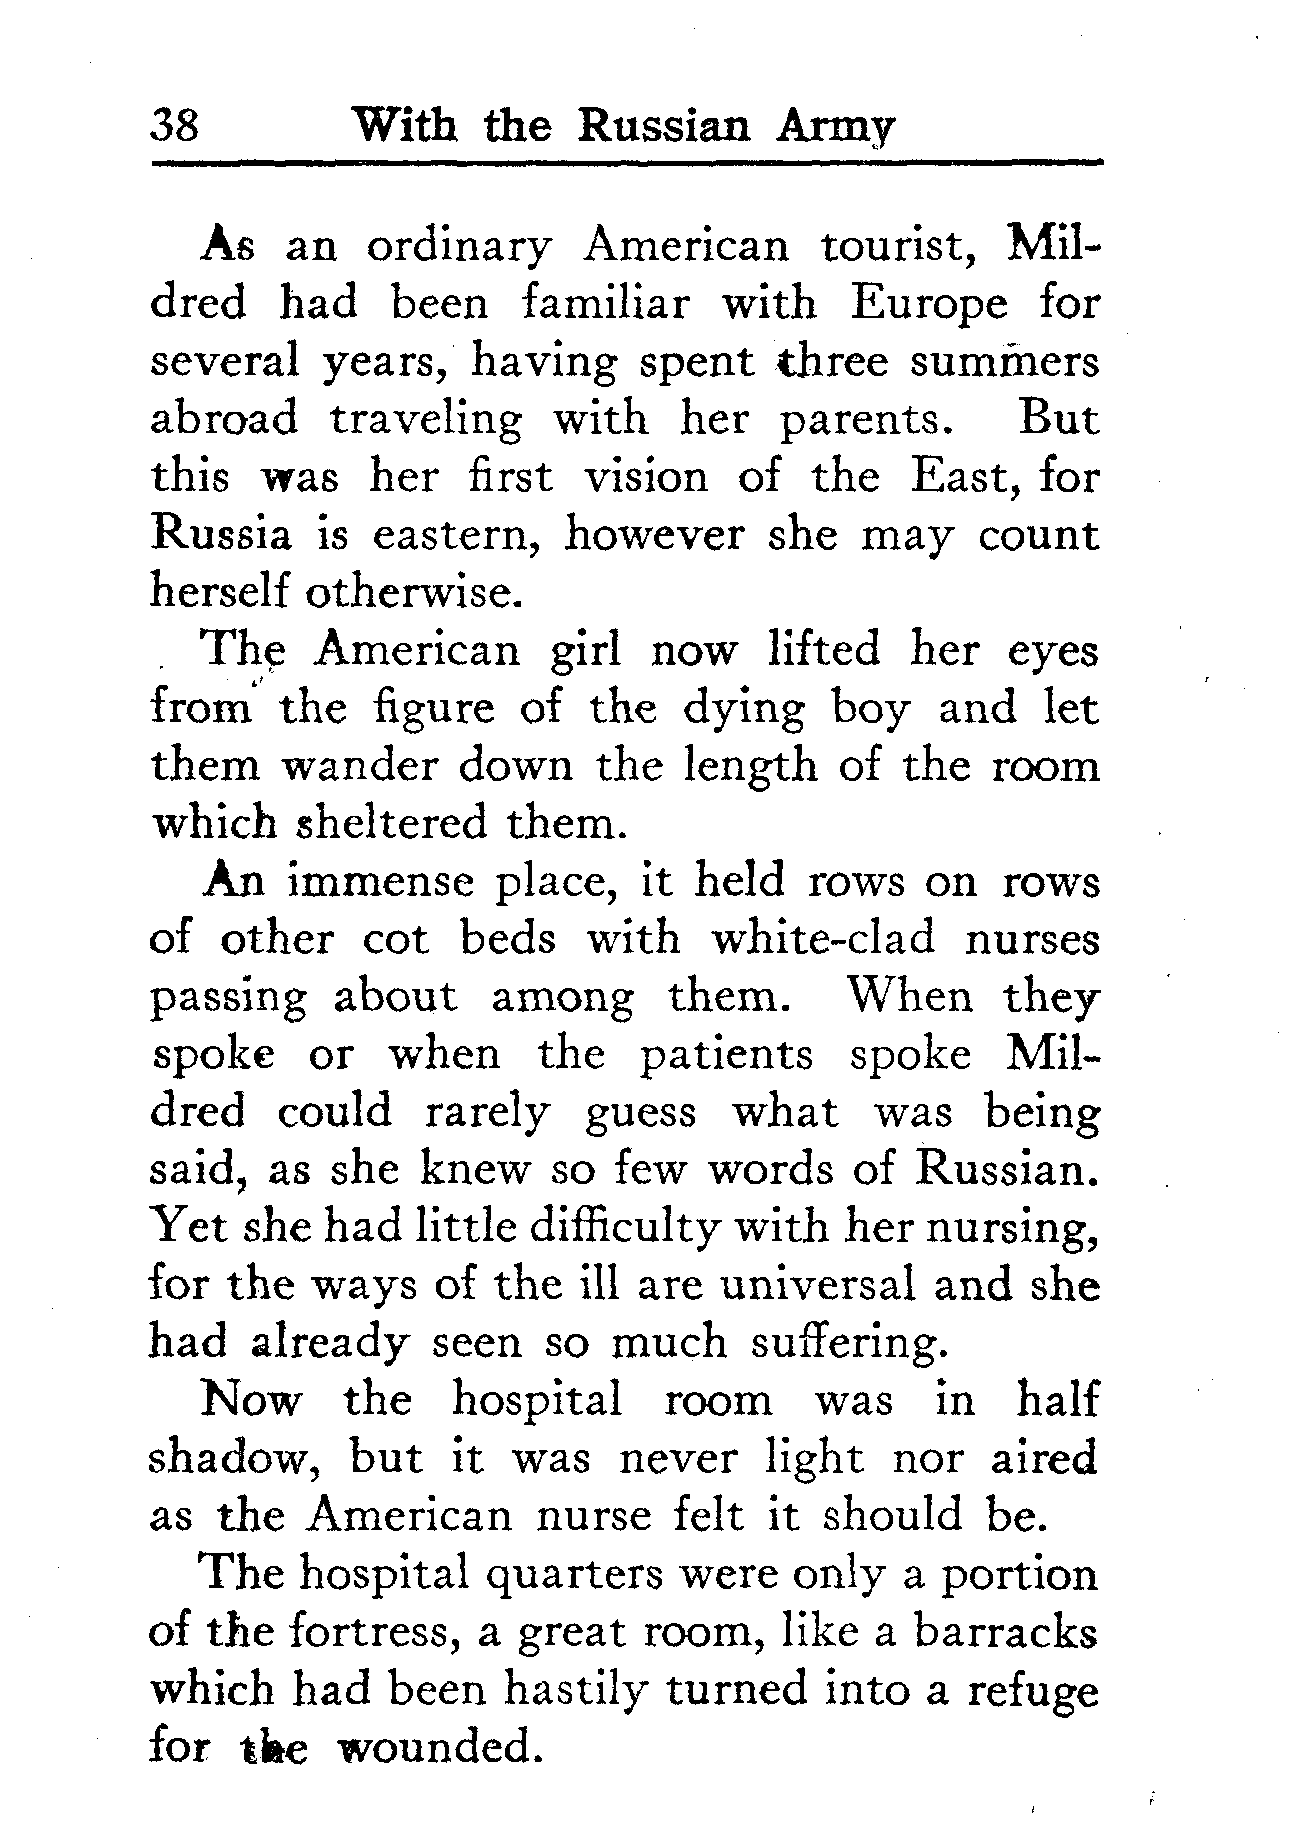 38 With the Russian Army
As an ordinary American tourist, Mil-
dred had been familiar with Europe for
several years, having spent three summers
abroad traveling with her parents. But
this was her first vision of the East, for
Russia is eastern, however she may count
herself otherwise.
The American girl now lifted her eyes
from the figure of the dying boy and let
them wander down the length of the room
which sheltered them.
An immense place, it held rows on rows
of other cot beds with white-clad nurses
passing about among them. When they
spoke or when the patients spoke Mil-
dred could rarely guess what was being
said, as she knew so few words of Russian.
Yet she had little difficulty with her nursing,
for the ways of the ill are universal and she
had already seen so much suffering.
Now the hospital room was in half
shadow, but it was never light nor aired
as the American nurse felt it should be.
The hospital quarters were only a portion
of the fortress, a great room, like a barracks
which had been hastily turned into a refuge
for the wounded.